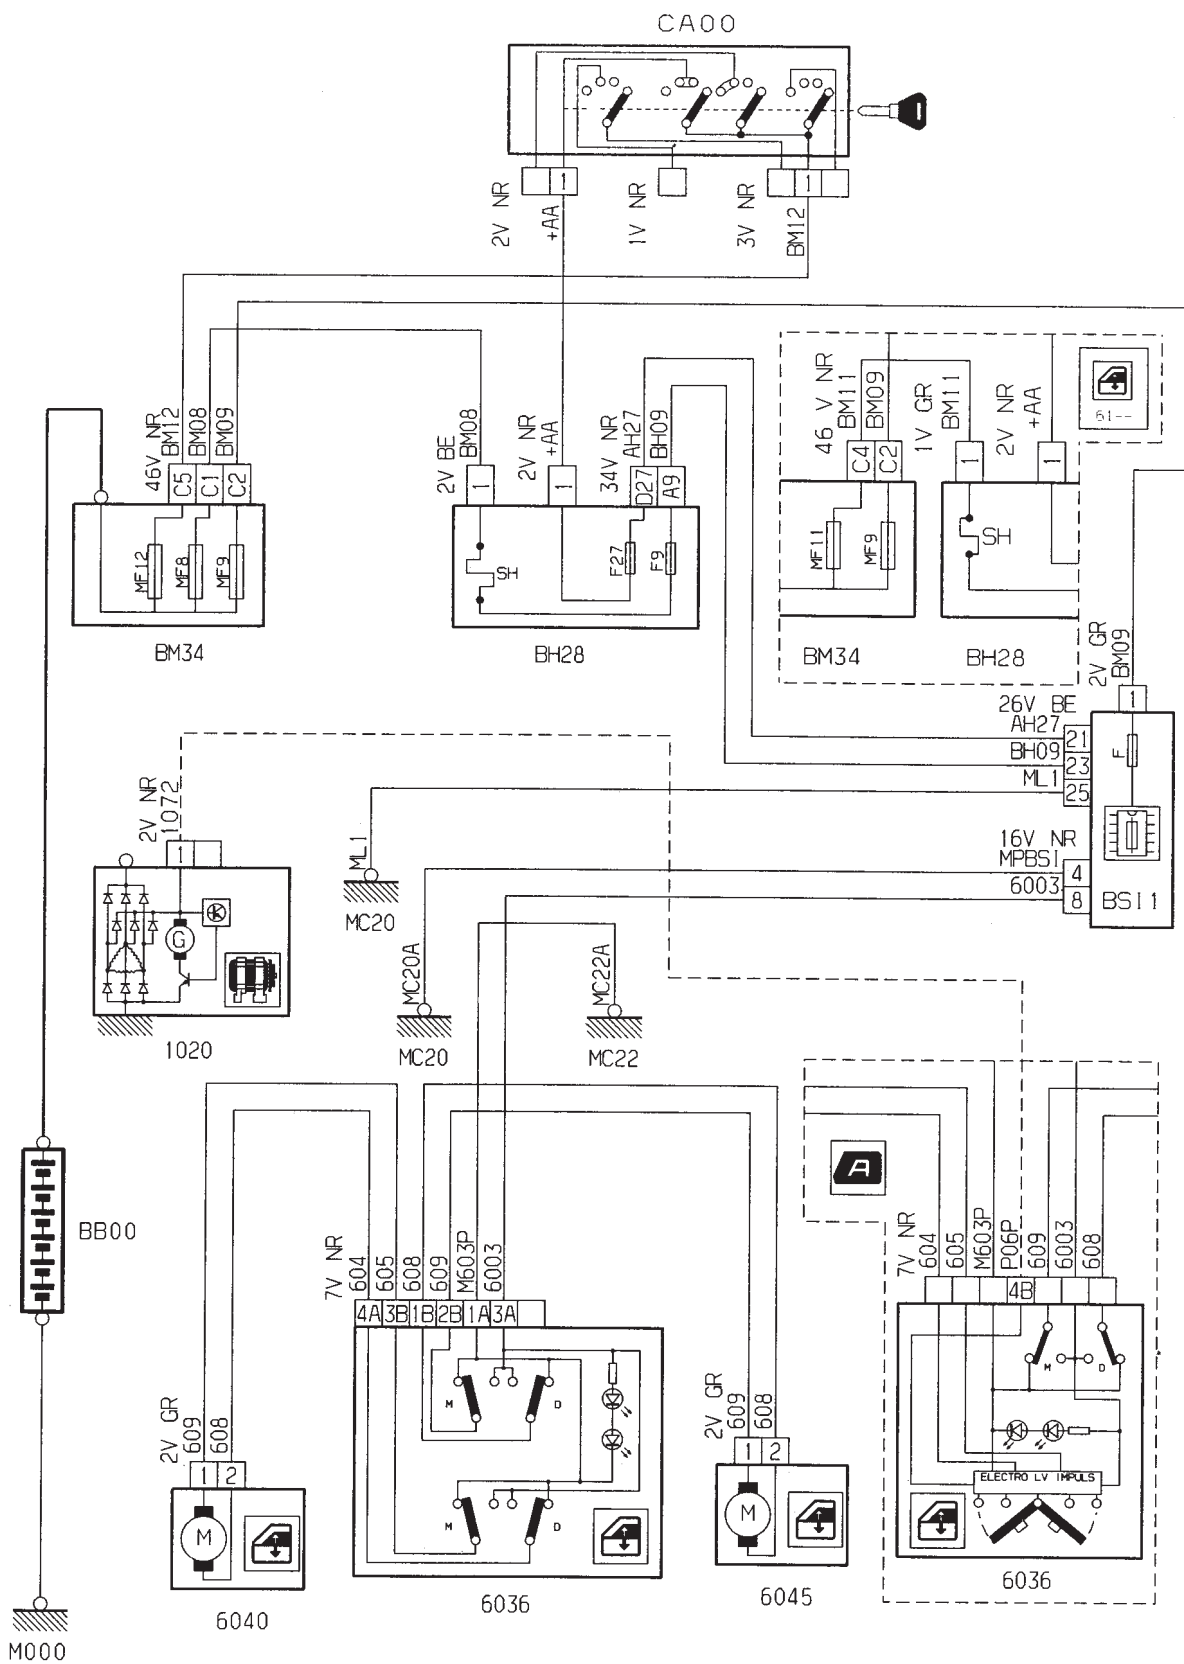 CA00
1
1
2V NR
+AA
1V NR
3V NR
BM12
46V NR
BM12
BM08
BM09
C5
C1
C2
MF12
MF8
MF9
BM34
2V BE
BM08
2V NR
+AA
34V NR
AH27
BH09
1
1
D27
A9
SH
F27
F9
BH28
46 V NR
BM11
BM09
1V GR
BM11
2V NR
+AA
61--
C4
C2
1
1
MF11
MF9
SH
BM34
BH28
2V GR
BM09
1
26V BE
AH27
21
BH09
23
ML1
25
F
16V NR
MPBSI
4
6003
8
BSI1
2V NR
1072
1
G
1020
ML1
MC20
MC20A
MC20
MC22A
MC22
BB00
M000
7V NR
604
605
608
609
M603P
6003
4A
3B
1B
2B
1A
3A
M
D
M
D
6036
2V GR
609
608
1
2
M
6040
2V GR
609
608
1
2
M
6045
A
7V NR
604
605
M603P
P06P
609
6003
608
4B
M
D
ELECTRO LV IMPULS
6036